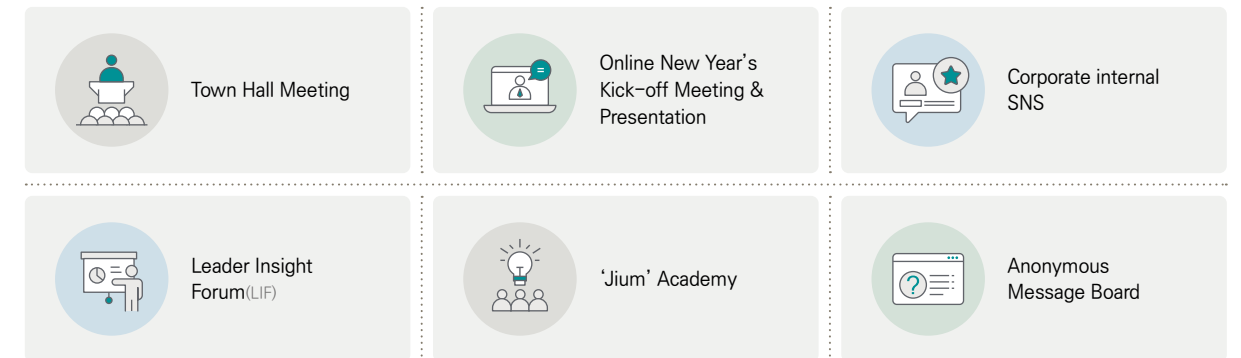 Town Hall Meeting
Online New Year's
Kick-off Meeting &
Presentation
Corporate internal
SNS
Leader Insight
Forum(LIF)
‘Jium’ Academy
Anonymous
Message Board